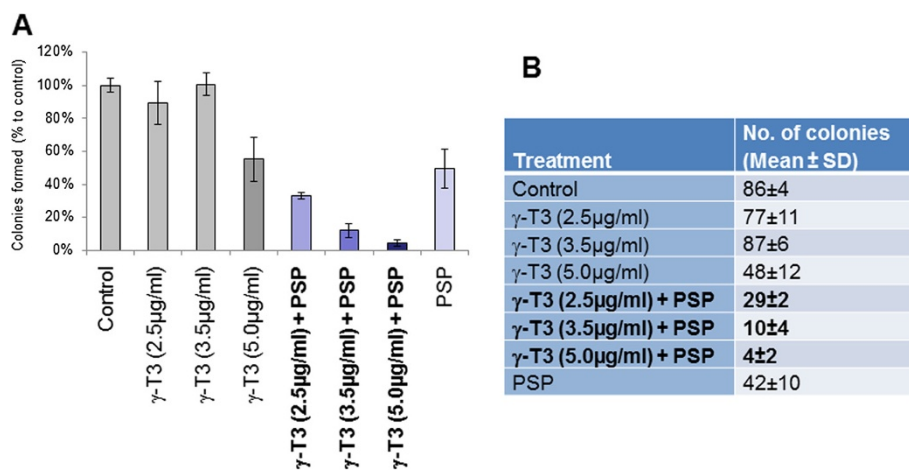 A
Colonies formed (% to control)
120%
100%
80%
60%
40%
20%
0%
Control
γ-T3 (2.5μg/ml)
γ-T3 (3.5μg/ml)
γ-T3 (5.0μg/ml)
γ-T3 (2.5μg/ml) + PSP
γ-T3 (3.5μg/ml) + PSP
γ-T3 (5.0μg/ml) + PSP
PSP
B
Treatment No. of colonies
(Mean ± SD)
Control 86±4
γ-T3 (2.5μg/ml) 77±11
γ-T3 (3.5μg/ml) 87±6
γ-T3 (5.0μg/ml) 48±12
γ-T3 (2.5μg/ml) + PSP 29±2
γ-T3 (3.5μg/ml) + PSP 10±4
γ-T3 (5.0μg/ml) + PSP 4±2
PSP 42±10